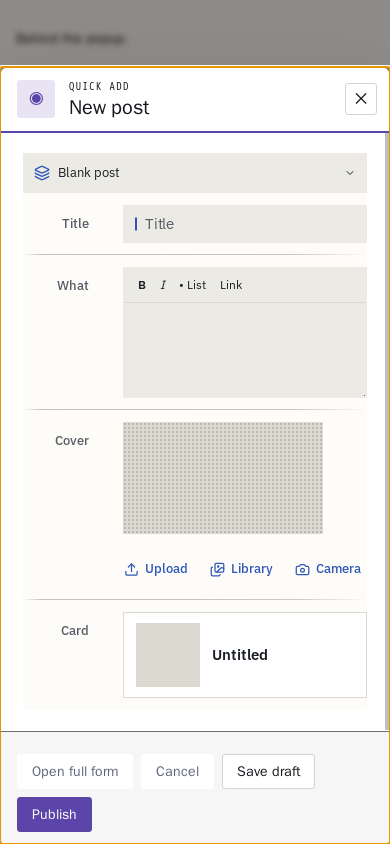 Behind the popup.
QUICK ADD
New post
Blank post
Title
Title
What
B I • List Link
Cover
Upload Library Camera
Card
Untitled
Open full form Cancel Save draft
Publish